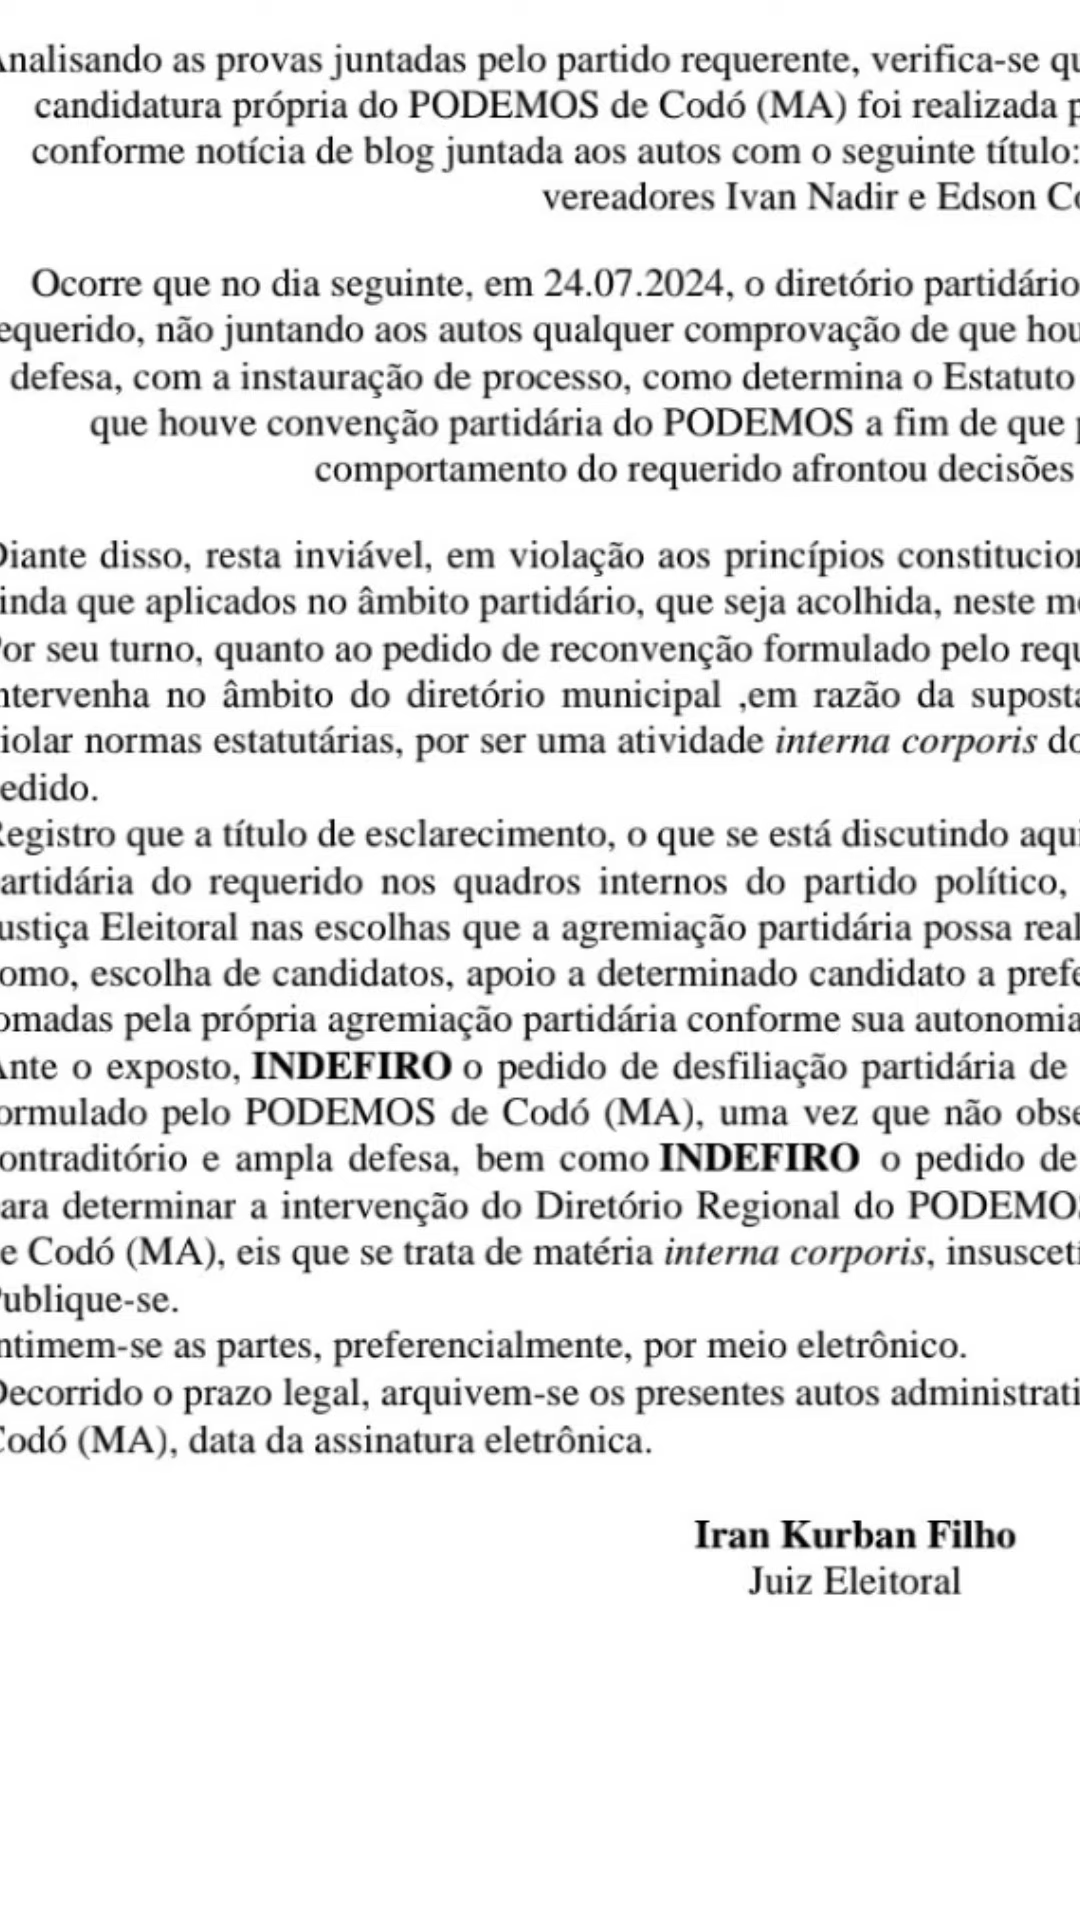 Analisando as provas juntadas pelo partido requerente, verifica-se
candidatura própria do PODEMOS de Codó (MA) foi realizada
conforme notícia de blog juntada aos autos com o seguinte título:
vereadores Ivan Nadir e Edson
Ocorre que no dia seguinte, em 24.07.2024, o diretório partidário
equerido, não juntando aos autos qualquer comprovação de que
defesa, com a instauração de processo, como determina o Estatuto
que houve convenção partidária do PODEMOS a fim de que
comportamento do requerido afrontou decisões
Diante disso, resta inviável, em violação aos princípios
inda que aplicados no âmbito partidário, que seja acolhida, neste
Por seu turno, quanto ao pedido de reconvenção formulado pelo
ntervenha no âmbito do diretório municipal ,em razão da suposta
iolar normas estatutárias, por ser uma atividade interna corporis
edido.
Registro que a título de esclarecimento, o que se está discutindo aqui
artidária do requerido nos quadros internos do partido político,
ustiça Eleitoral nas escolhas que a agremiação partidária possa
omo, escolha de candidatos, apoio a determinado candidato a
omadas pela própria agremiação partidária conforme sua autonomia
Ante o exposto, INDEFIRO o pedido de desfiliação partidária de
ormulado pelo PODEMOS de Codó (MA), uma vez que não
ontraditório e ampla defesa, bem como INDEFIRO o pedido de
ara determinar a intervenção do Diretório Regional do PODEMOS
e Codó (MA), eis que se trata de matéria interna corporis,
Publique-se.
ntimem-se as partes, preferencialmente, por meio eletrônico.
Decorrido o prazo legal, arquivem-se os presentes autos
Codó (MA), data da assinatura eletrônica.
Iran Kurban Filho
Juiz Eleitoral